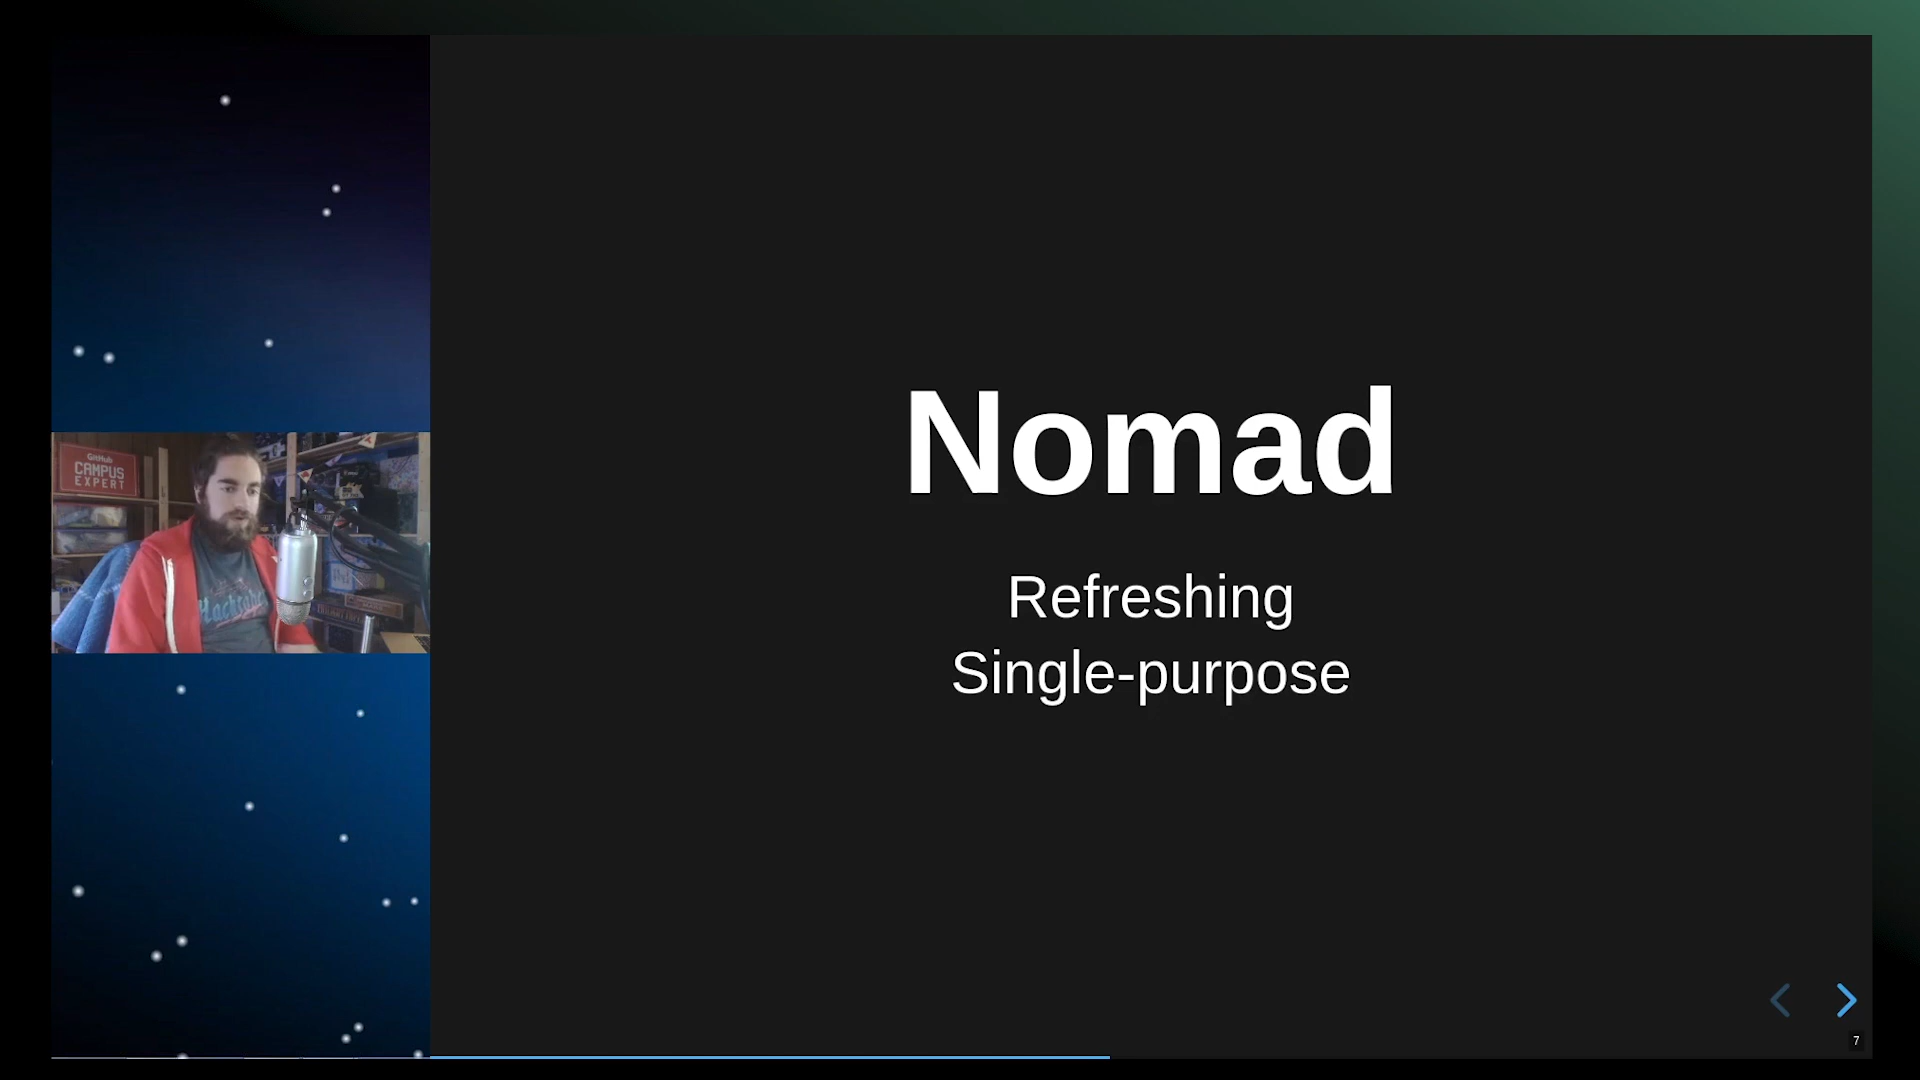 GitHub
CAMPUS
EXPERT
Nomad
Refreshing
Single-purpose
7